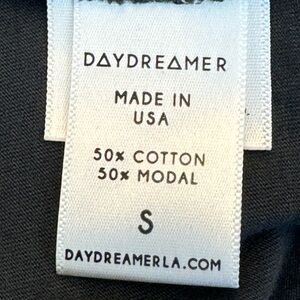 DAYDREAMER
MADE IN
USA
50% COTTON
50% MODAL
S
DAYDREAMERLA.COM